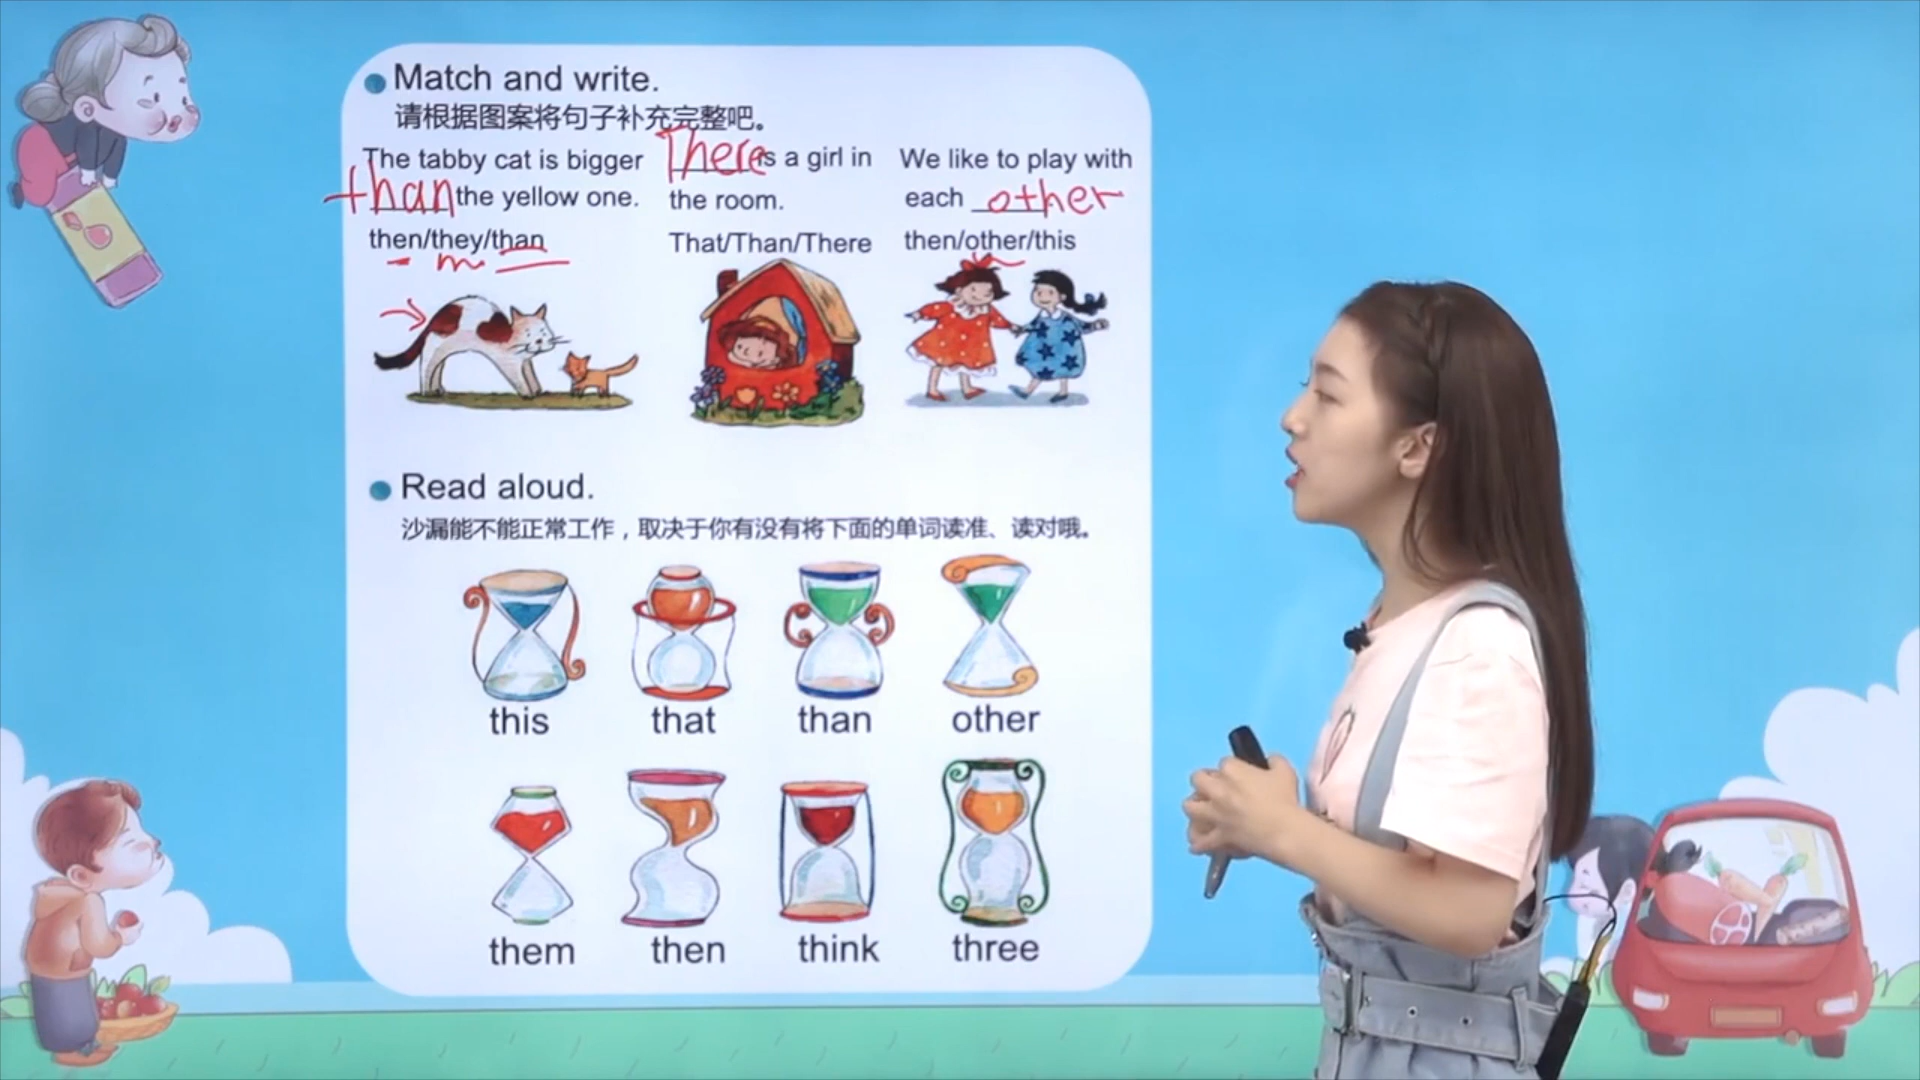 Match and write.
请根据图案将句子补充完整吧。
The tabby cat is bigger
than the yellow one.
then/they/than
There is a girl in
the room.
That/Than/There
We like to play with
each other
then/other/this
Read aloud.
沙漏能不能正常工作，取决于你有没有将下面的单词读准、读对哦。
this that than other
them then think three